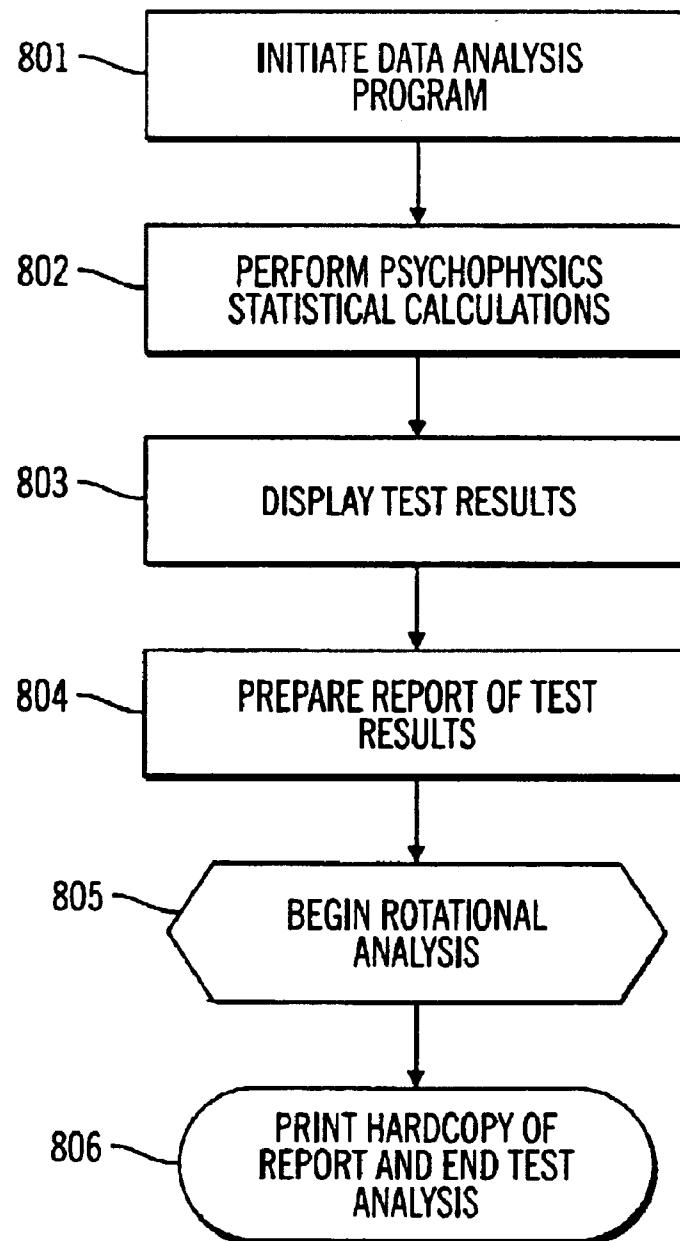 801
INITIATE DATA ANALYSIS
PROGRAM
802
PERFORM PSYCHOPHYSICS
STATISTICAL CALCULATIONS
803
DISPLAY TEST RESULTS
804
PREPARE REPORT OF TEST
RESULTS
805
BEGIN ROTATIONAL
ANALYSIS
806
PRINT HARDCOPY OF
REPORT AND END TEST
ANALYSIS